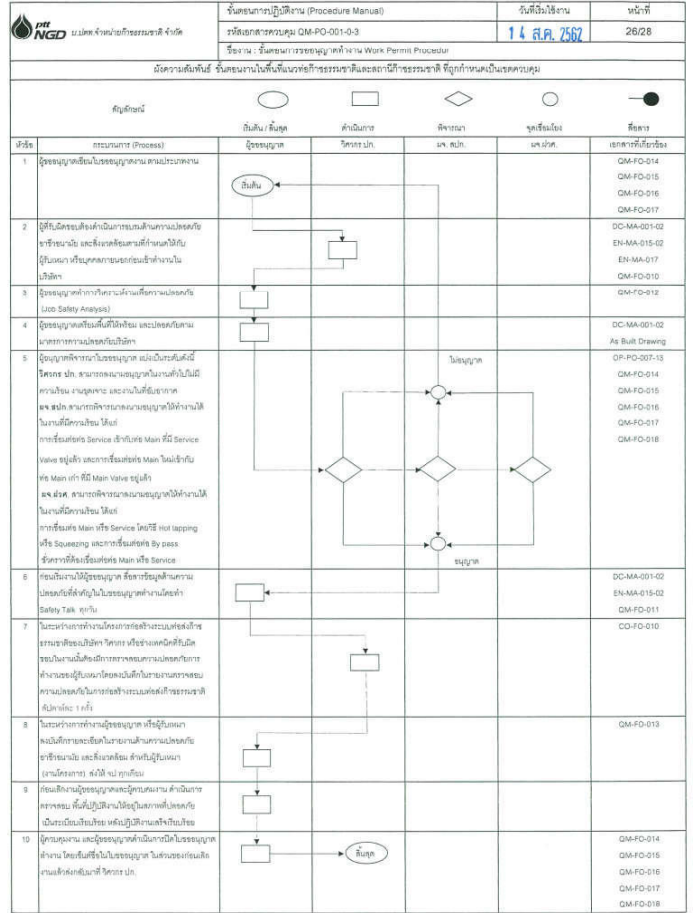 ptt
NGD บ.ปตท.จำหน่ายก๊าซธรรมชาติ จำกัด
ขั้นตอนการปฏิบัติงาน (Procedure Manual)
วันที่เริ่มใช้งาน
หน้าที่
รหัสเอกสารควบคุม QM-PO-001-0-3
1 4 ส.ค. 2562
26/28
ชื่องาน : ขั้นตอนการขออนุญาตทำงาน Work Permit Procedur
ผังความสัมพันธ์ ขั้นตอนงานในพื้นที่แนวท่อก๊าซธรรมชาติและสถานีก๊าซธรรมชาติ ที่ถูกกำหนดเป็นเขตควบคุม
สัญลักษณ์
เริ่มต้น / สิ้นสุด
ดำเนินการ
พิจารณา
จุดเชื่อมโยง
สื่อสาร
หัวข้อ
กระบวนการ (Process)
ผู้ขออนุญาต
วิศวกร ปก.
ผจ. สปก.
ผจ.ฝวศ.
เอกสารที่เกี่ยวข้อง
1
ผู้ขออนุญาตเขียนใบขออนุญาตงาน ตามประเภทงาน
เริ่มต้น
QM-FO-014
QM-FO-015
QM-FO-016
QM-FO-017
2
ผู้ที่รับผิดชอบต้องดำเนินการอบรมด้านความปลอดภัย
อาชีวอนามัย และสิ่งแวดล้อมตามที่กำหนดให้กับ
ผู้รับเหมา หรือบุคคลภายนอกก่อนเข้าทำงานใน
บริษัทฯ
DC-MA-001-02
EN-MA-015-02
EN-MA-017
QM-FO-010
3
ผู้ขออนุญาตทำการวิเคราะห์งานเพื่อความปลอดภัย
(Job Safety Analysis)
QM-FO-012
4
ผู้ขออนุญาตเตรียมพื้นที่ให้พร้อม และปลอดภัยตาม
มาตรการความปลอดภัยบริษัทฯ
DC-MA-001-02
As Built Drawing
5
ผู้อนุญาตพิจารณาใบขออนุญาต แบ่งเป็นระดับดังนี้
วิศวกร ปก. สามารถลงนามอนุญาตในงานทั่วไปไม่มี
ความร้อน งานขุดเจาะ และงานในที่อับอากาศ
ผจ.สปก.สามารถพิจารณาลงนามอนุญาตให้ทำงานได้
ในงานที่มีความร้อน ได้แก่
การเชื่อมต่อท่อ Service เข้ากับท่อ Main ที่มี Service
Valve อยู่แล้ว และการเชื่อมต่อท่อ Main ใหม่เข้ากับ
ท่อ Main เก่า ที่มี Main Valve อยู่แล้ว
ผจ.ฝวศ. สามารถพิจารณาลงนามอนุญาตให้ทำงานได้
ในงานที่มีความร้อน ได้แก่
การเชื่อมต่อ Main หรือ Service โดยวิธี Hot tapping
หรือ Squeezing และการเชื่อมต่อท่อ By pass
ชั่วคราวที่ต้องเชื่อมต่อท่อ Main หรือ Service
ไม่อนุญาต
อนุญาต
OP-PO-007-13
QM-FO-014
QM-FO-015
QM-FO-016
QM-FO-017
QM-FO-018
6
ก่อนเริ่มงานให้ผู้ขออนุญาต สื่อสารข้อมูลด้านความ
ปลอดภัยที่สำคัญในใบขออนุญาตทำงานโดยทำ
Safety Talk ทุกวัน
DC-MA-001-02
EN-MA-015-02
QM-FO-011
7
ในระหว่างการทำงานโครงการก่อสร้างระบบท่อส่งก๊าซ
ธรรมชาติของบริษัทฯ วิศวกร หรือช่างเทคนิคที่รับผิด
ชอบในงานนั้นต้องมีการตรวจสอบความปลอดภัยการ
ทำงานของผู้รับเหมาโดยลงบันทึกในรายงานตรวจสอบ
ความปลอดภัยในการก่อสร้างระบบท่อส่งก๊าซธรรมชาติ
สัปดาห์ละ 1 ครั้ง
CO-FO-010
8
ในระหว่างการทำงานผู้ขออนุญาต หรือผู้รับเหมา
ลงบันทึกรายละเอียดในรายงานด้านความปลอดภัย
อาชีวอนามัย และสิ่งแวดล้อม สำหรับผู้รับเหมา
(งานโครงการ) ส่งให้ จป ทุกเดือน
QM-FO-013
9
ก่อนเลิกงานผู้ขออนุญาตและผู้ควบคุมงาน ดำเนินการ
ตรวจสอบ พื้นที่ปฏิบัติงานให้อยู่ในสภาพที่ปลอดภัย
เป็นระเบียบเรียบร้อย หลังปฏิบัติงานเสร็จเรียบร้อย
10
ผู้ควบคุมงาน และผู้ขออนุญาตดำเนินการปิดใบขออนุญาต
ทำงาน โดยเซ็นต์ชื่อในใบขออนุญาต ในส่วนของก่อนเลิก
งานแล้วส่งกลับมาที่ วิศวกร ปก.
สิ้นสุด
QM-FO-014
QM-FO-015
QM-FO-016
QM-FO-017
QM-FO-018